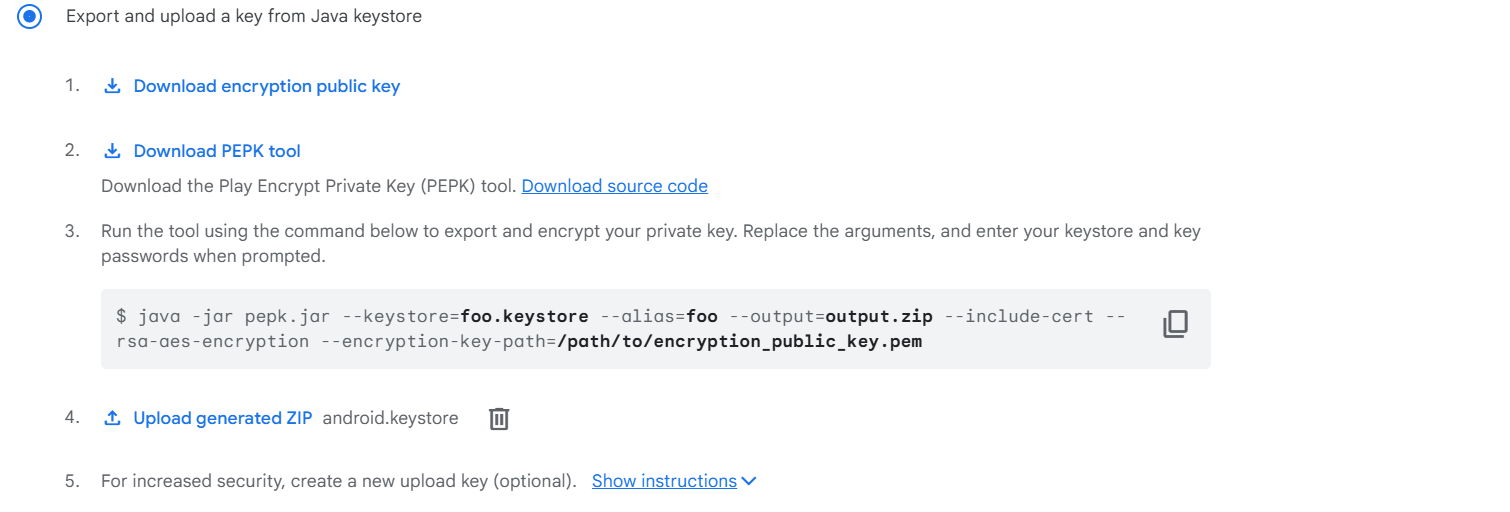 Export and upload a key from Java keystore
1. Download encryption public key
2. Download PEPK tool
Download the Play Encrypt Private Key (PEPK) tool. Download source code
3. Run the tool using the command below to export and encrypt your private key. Replace the arguments, and enter your keystore and key
passwords when prompted.
$ java -jar pepk.jar --keystore=foo.keystore --alias=foo --output=output.zip --include-cert --
rsa-aes-encryption --encryption-key-path=/path/to/encryption_public_key.pem
4. Upload generated ZIP android.keystore
5. For increased security, create a new upload key (optional). Show instructions